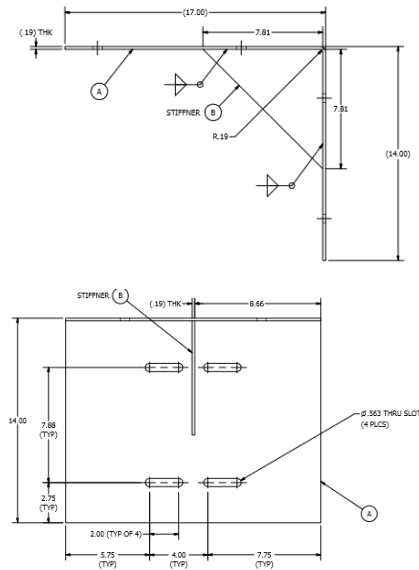 (17.00)
(.19) THK
7.81
A
STIFFNER B
R.19
7.81
(14.00)
STIFFNER B
(.19) THK
8.66
14.00
7.88
(TYP)
Ø.563 THRU SLOT
(4 PLCS)
2.75
(TYP)
A
2.00 (TYP OF 4)
5.75
(TYP)
4.00
(TYP)
7.75
(TYP)